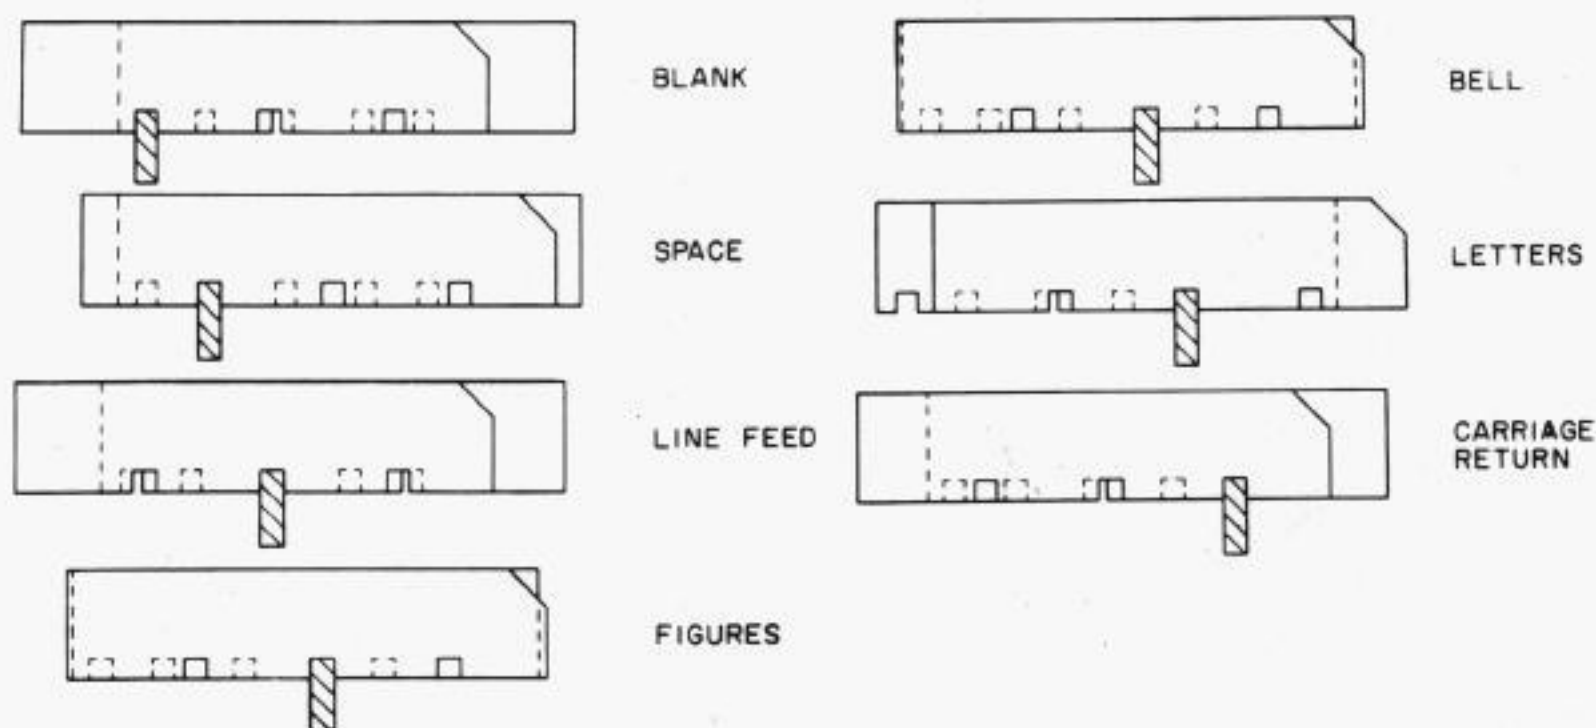 BLANK
SPACE
LINE FEED
FIGURES
BELL
LETTERS
CARRIAGE
RETURN